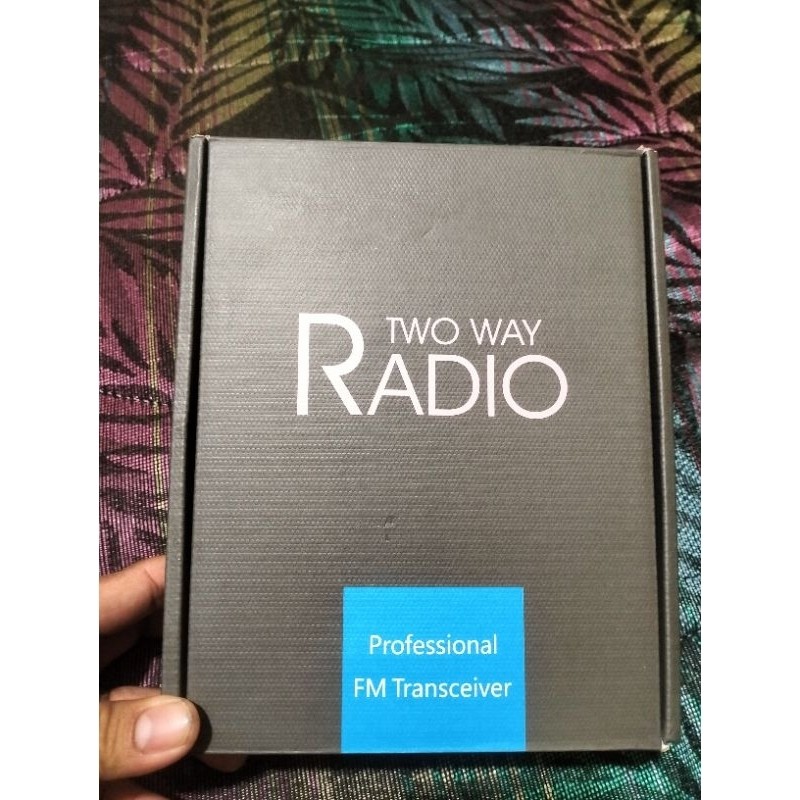 TWO WAY
RADIO
Professional
FM Transceiver